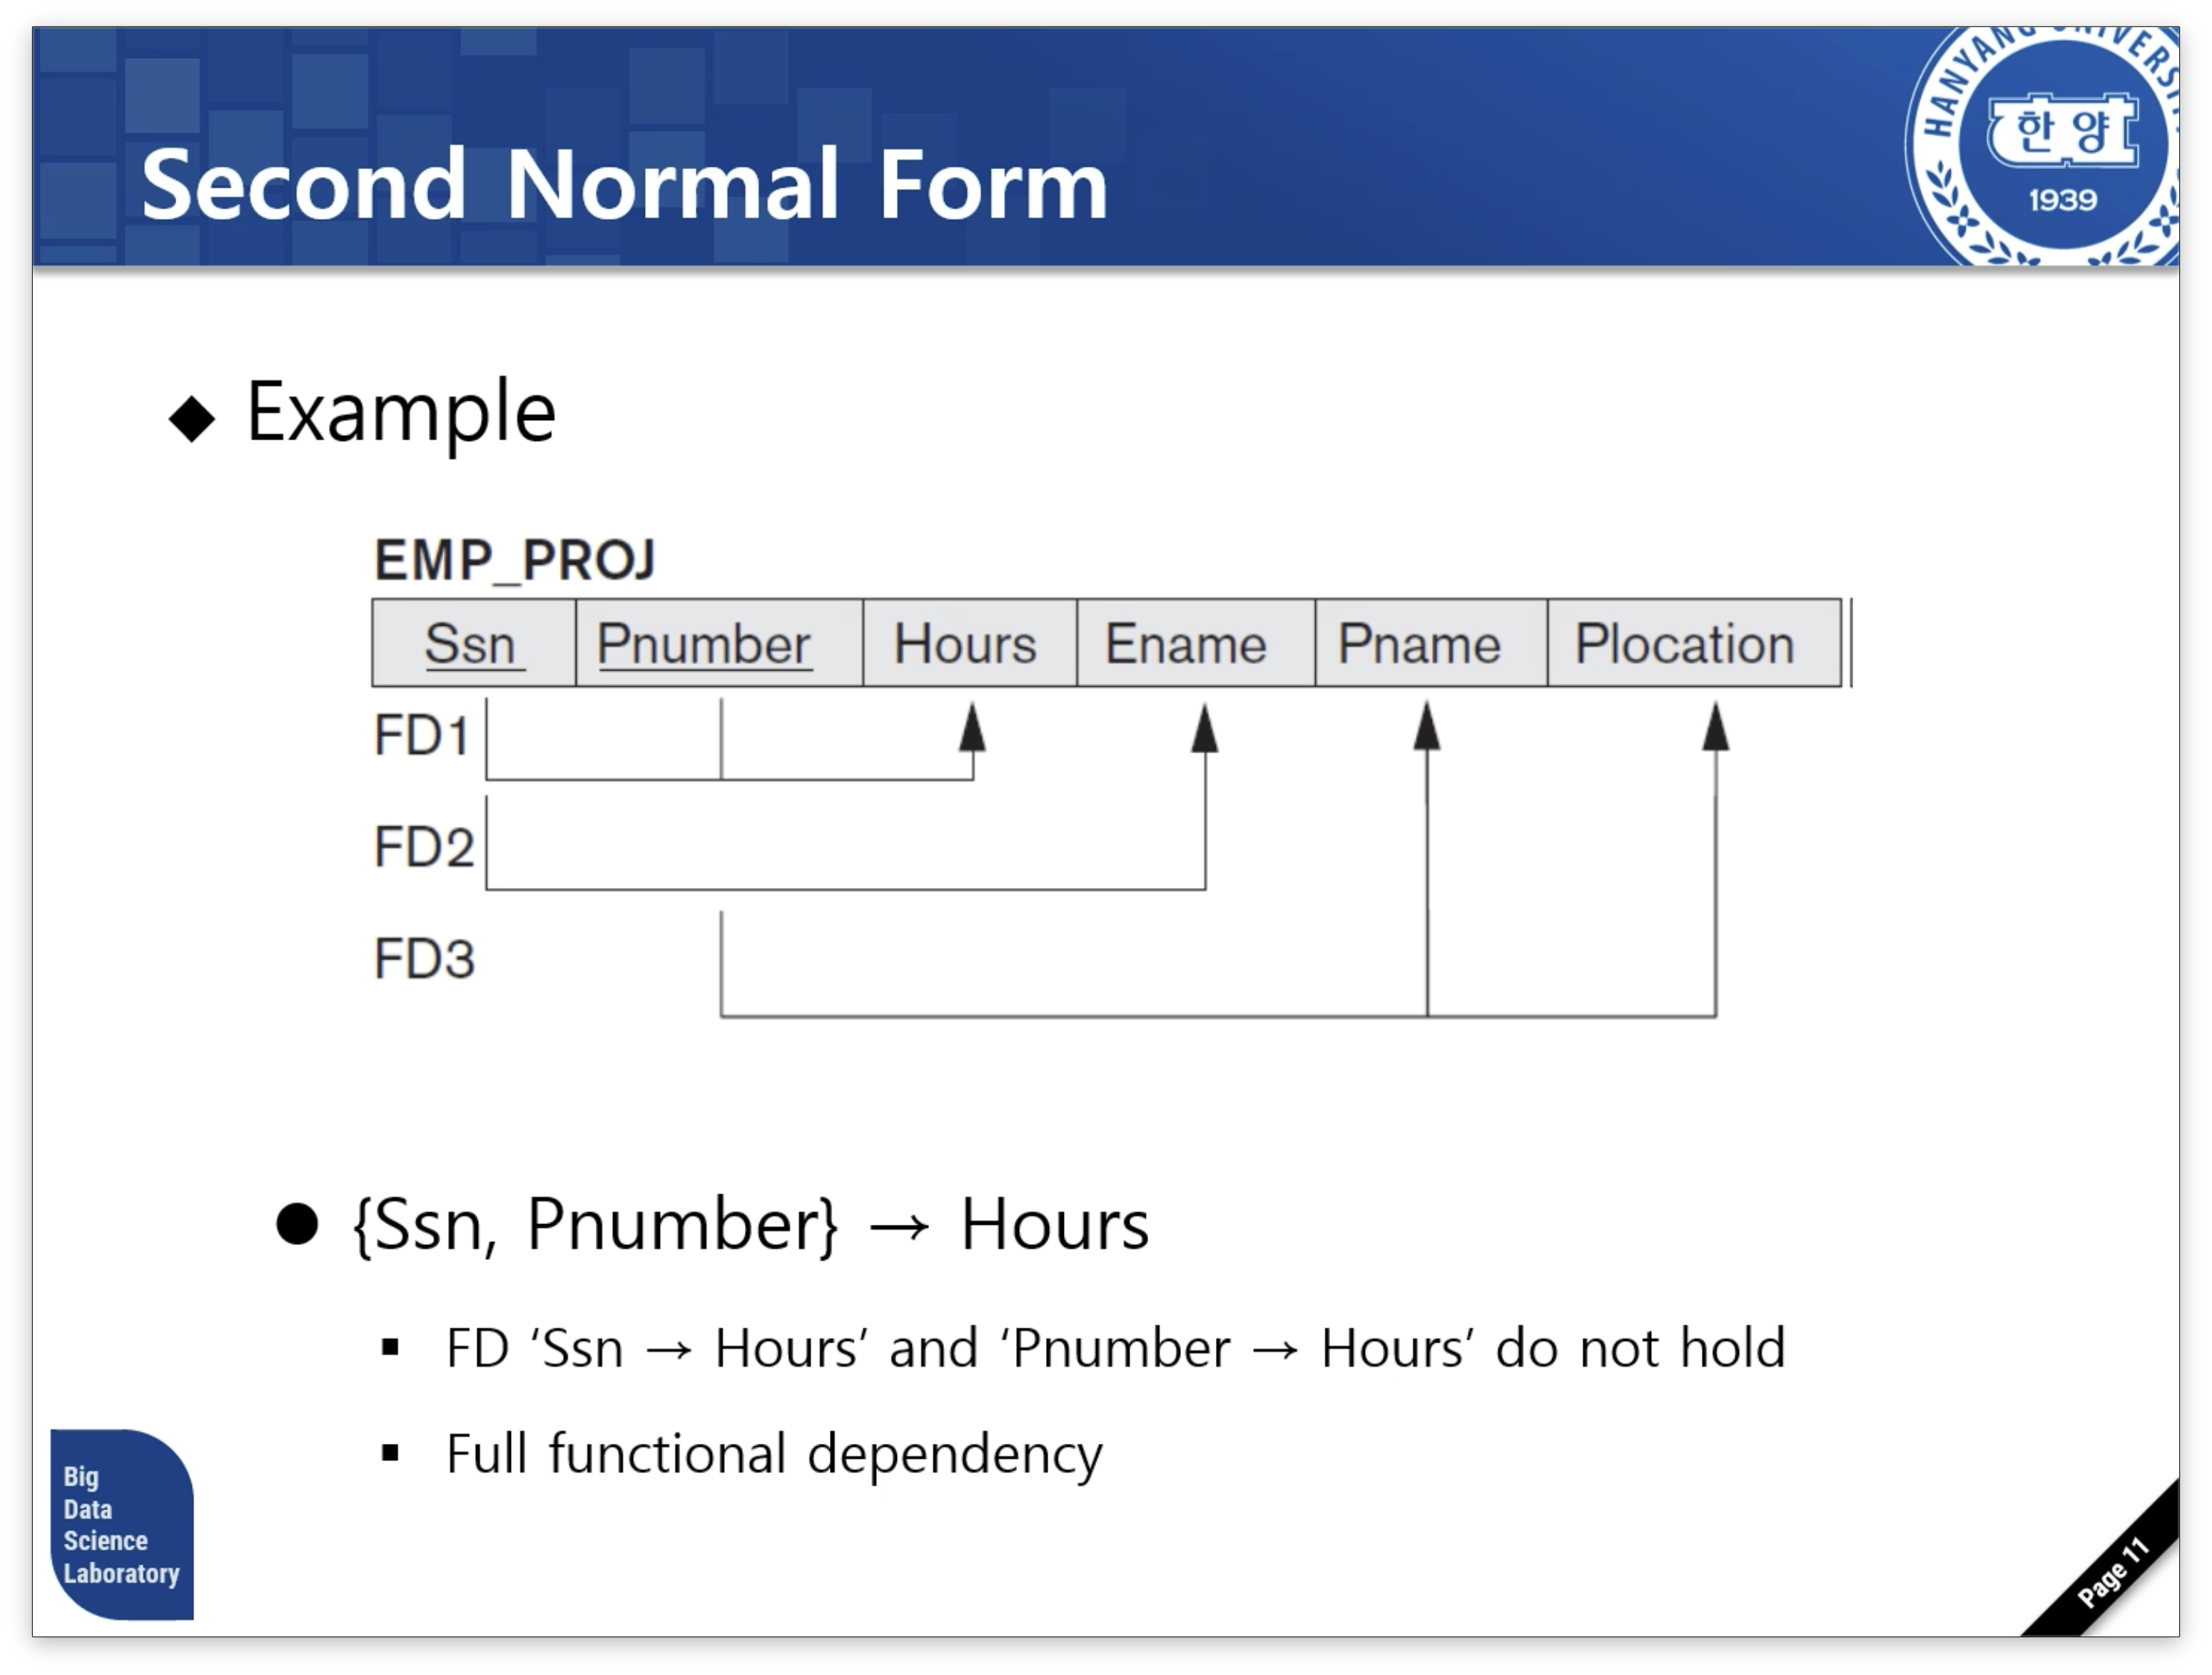 Second Normal Form
HANYANG UNIVERSI
한양
1939
◆ Example
EMP_PROJ
Ssn Pnumber Hours Ename Pname Plocation
FD1
FD2
FD3
● {Ssn, Pnumber} → Hours
▪ FD ‘Ssn → Hours’ and ‘Pnumber → Hours’ do not hold
▪ Full functional dependency
Big
Data
Science
Laboratory
Page 11